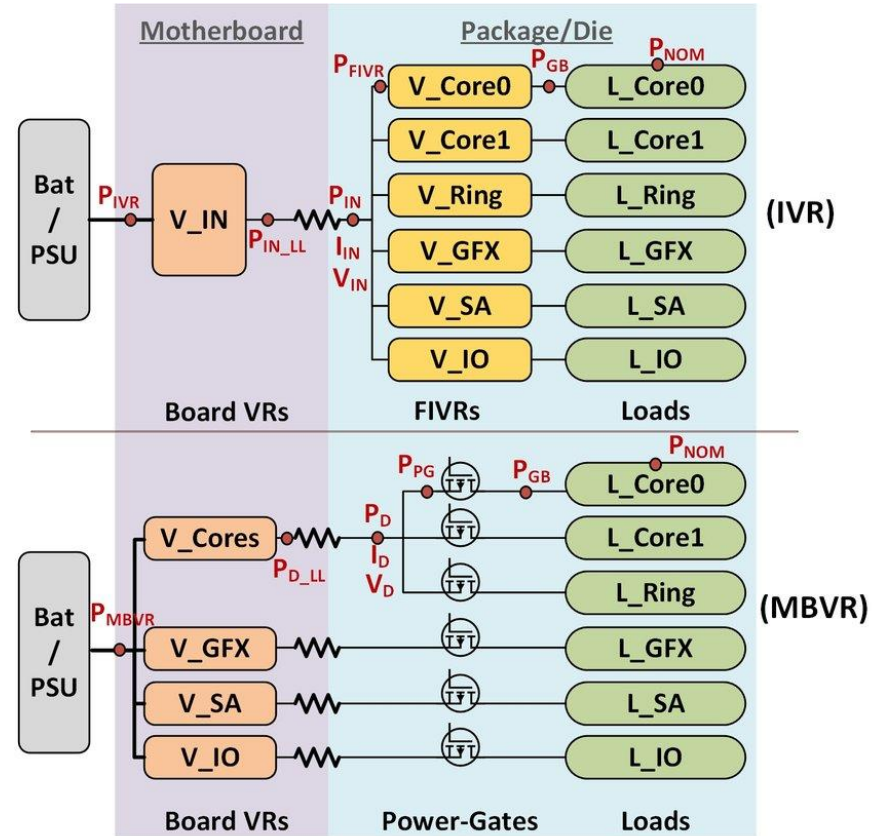 Motherboard
Package/Die
P_FIVR
P_GB
P_NOM
V_Core0
L_Core0
V_Core1
L_Core1
Bat
/
PSU
P_IVR
V_IN
P_IN_LL
P_IN
I_IN
V_IN
V_Ring
L_Ring
(IVR)
V_GFX
L_GFX
V_SA
L_SA
V_IO
L_IO
Board VRs
FIVRs
Loads
P_PG
P_GB
P_NOM
L_Core0
V_Cores
P_D_LL
P_D
I_D
V_D
L_Core1
L_Ring
(MBVR)
Bat
/
PSU
P_MBVR
V_GFX
L_GFX
V_SA
L_SA
V_IO
L_IO
Board VRs
Power-Gates
Loads